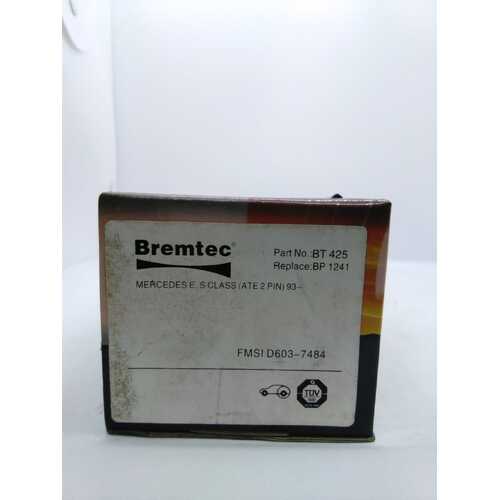 Bremtec
Part No.:BT 425
Replace:BP 1241
MERCEDES E, S CLASS (ATE 2 PIN) 93-
FMSI D603-7484
TÜV